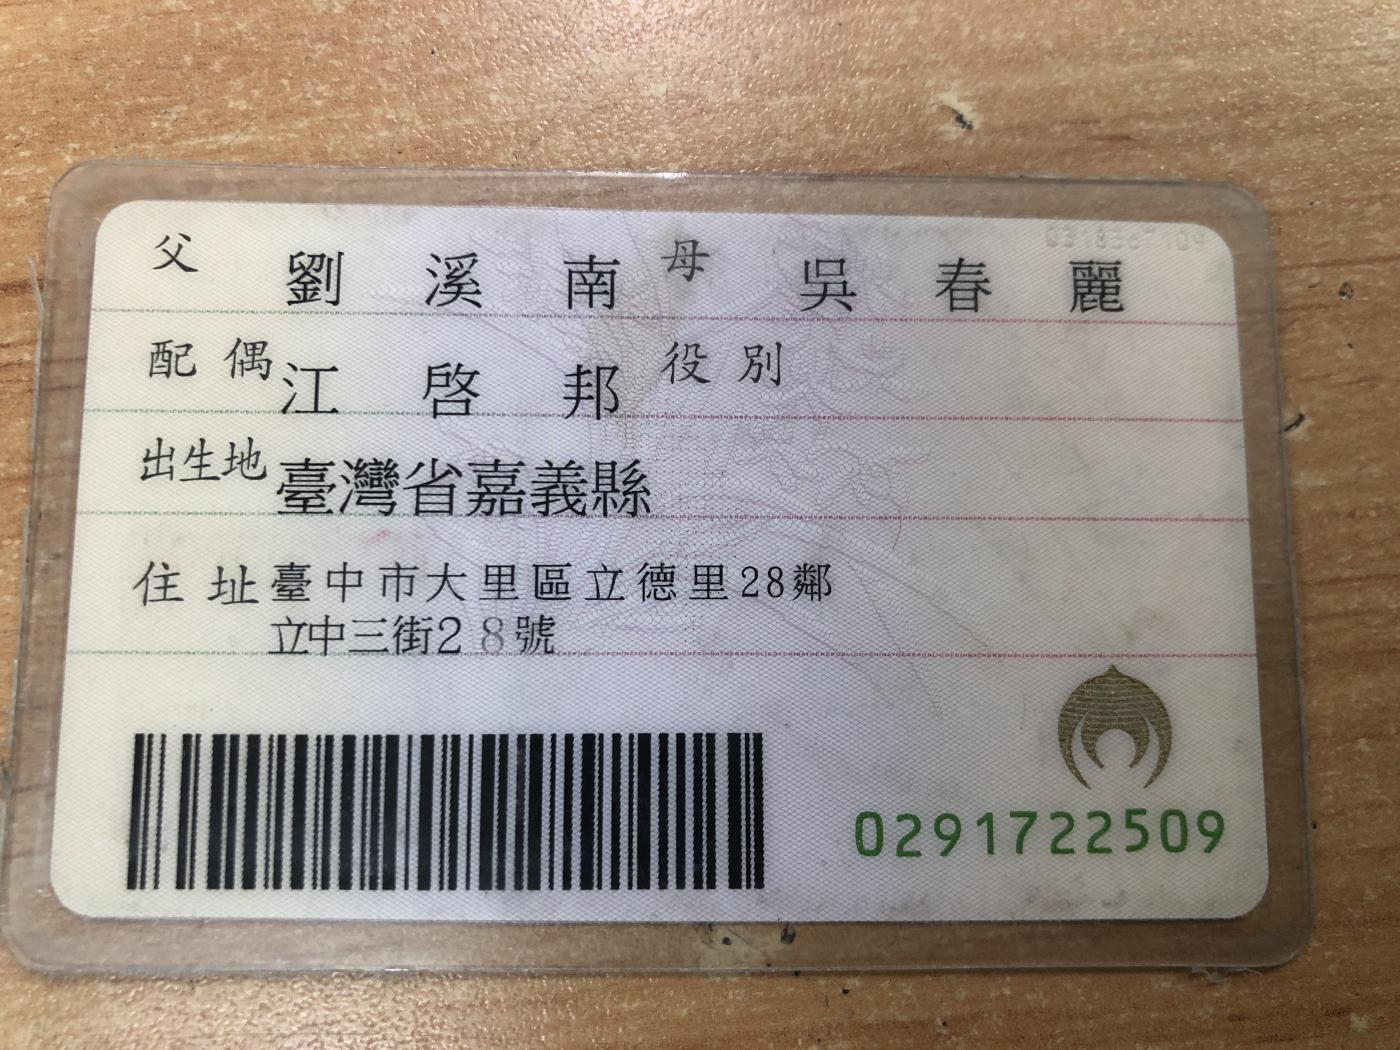 父 劉溪南 母 吳春麗
配偶 江啓邦 役別
出生地 臺灣省嘉義縣
住址 臺中市大里區立德里28鄰
立中三街28號
0291722509